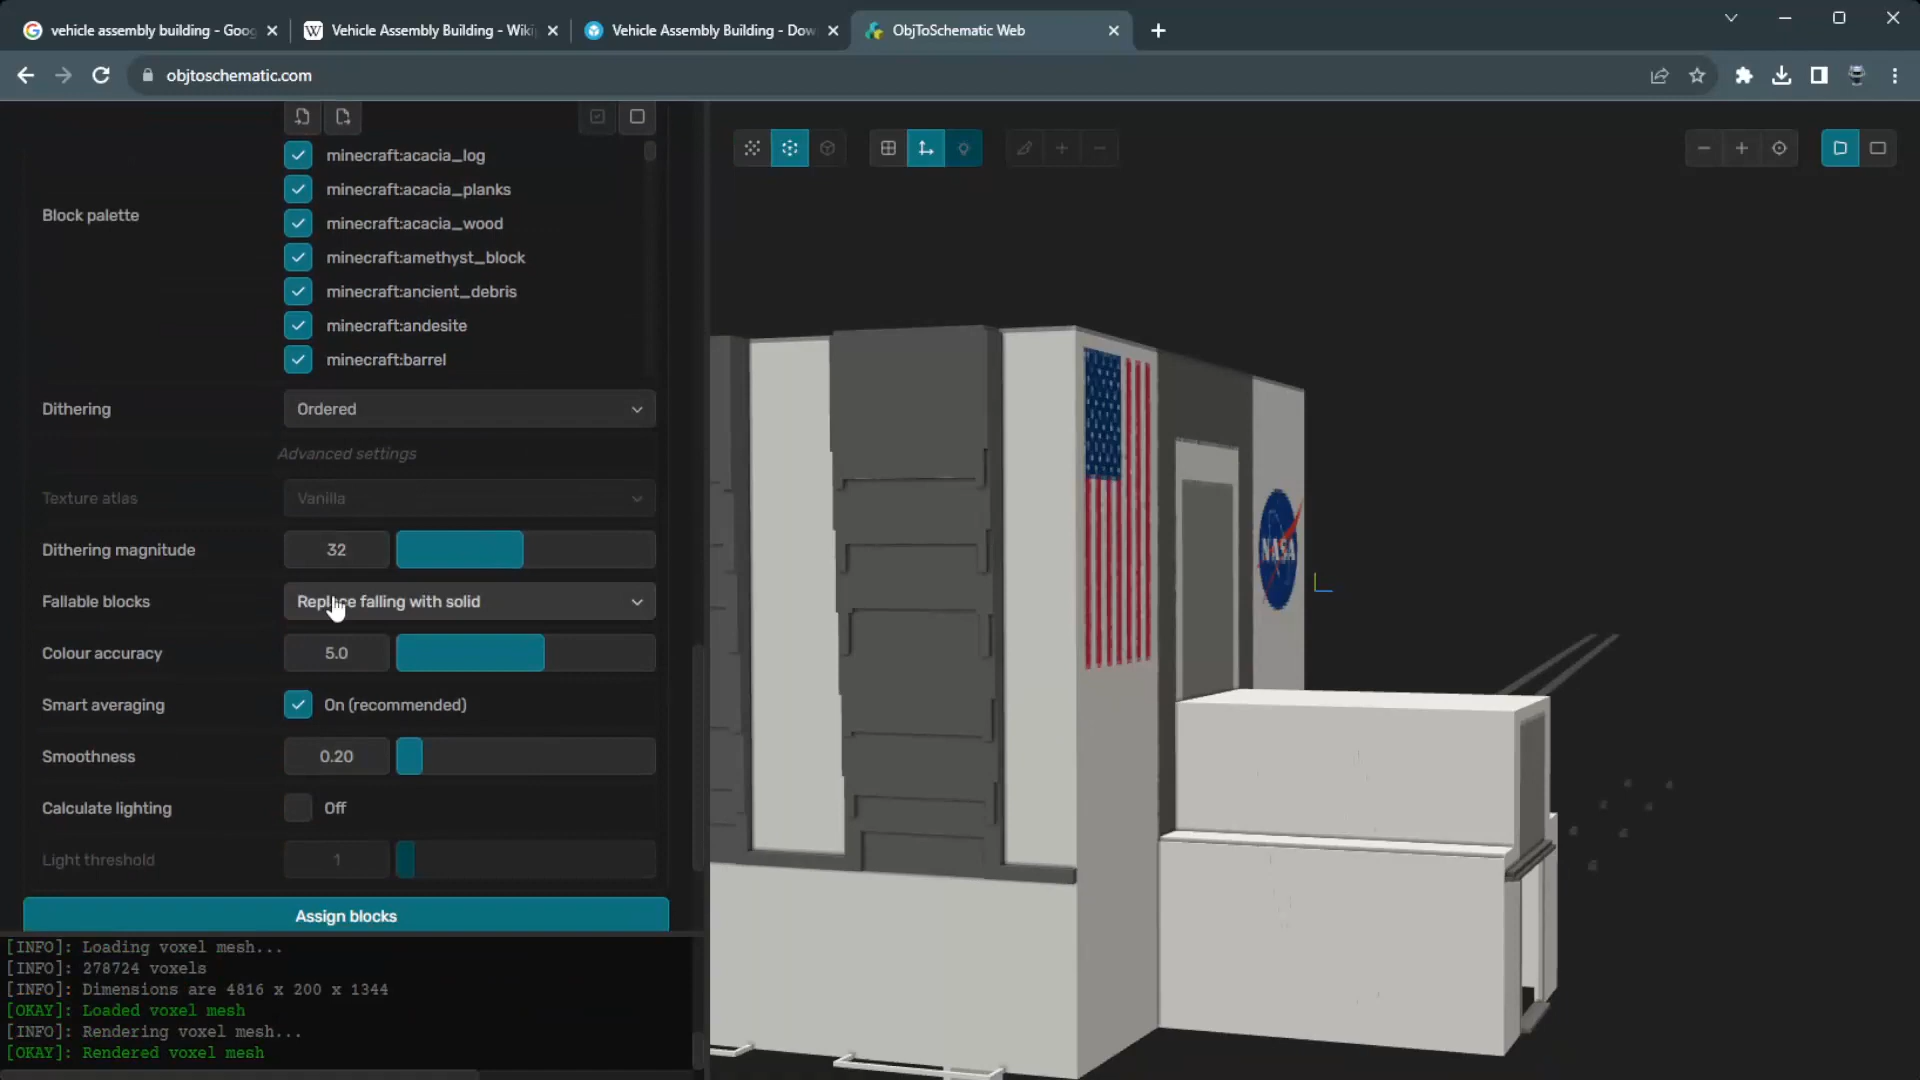 vehicle assembly building - Goog
Vehicle Assembly Building - Wiki
Vehicle Assembly Building - Dow
ObjToSchematic Web
objtoschematic.com
Block palette
minecraft:acacia_log
minecraft:acacia_planks
minecraft:acacia_wood
minecraft:amethyst_block
minecraft:ancient_debris
minecraft:andesite
minecraft:barrel
Dithering
Ordered
Advanced settings
Texture atlas
Vanilla
Dithering magnitude
32
Fallable blocks
Replace falling with solid
Colour accuracy
5.0
Smart averaging
On (recommended)
Smoothness
0.20
Calculate lighting
Off
Light threshold
1
Assign blocks
[INFO]: Loading voxel mesh...
[INFO]: 278724 voxels
[INFO]: Dimensions are 4816 x 200 x 1344
[OKAY]: Loaded voxel mesh
[INFO]: Rendering voxel mesh...
[OKAY]: Rendered voxel mesh
NASA